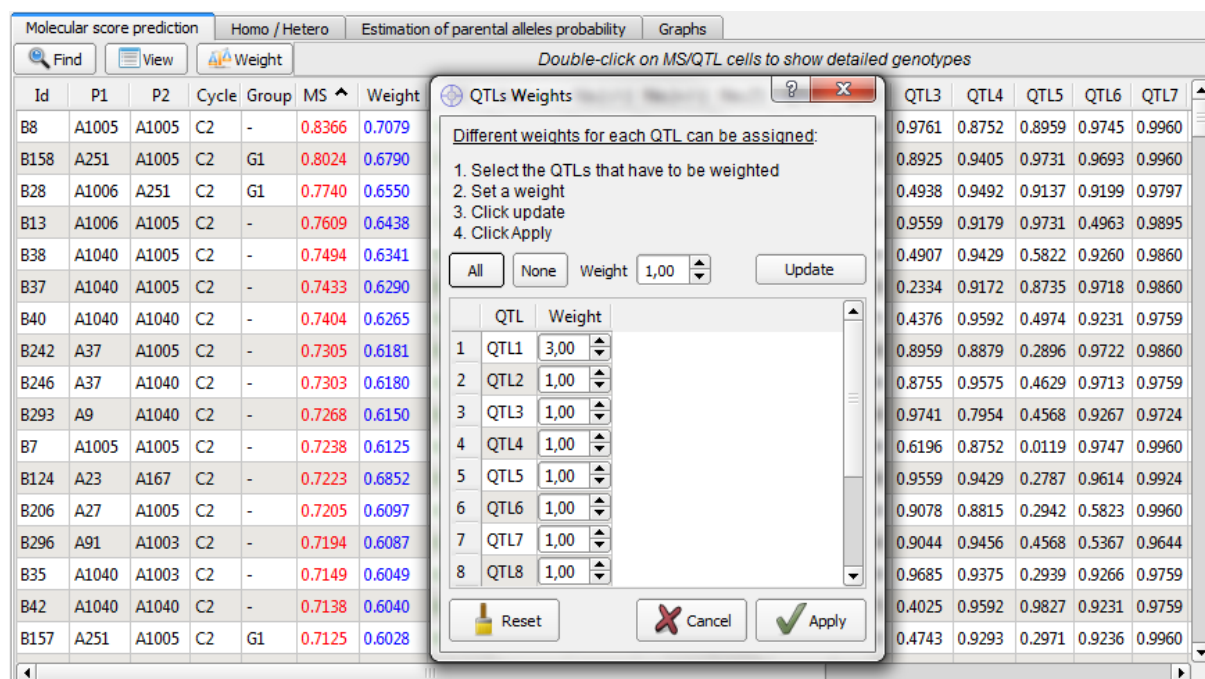 Molecular score prediction Homo / Hetero Estimation of parental alleles probability Graphs
Find View Weight Double-click on MS/QTL cells to show detailed genotypes
Id P1 P2 Cycle Group MS Weight QTL3 QTL4 QTL5 QTL6 QTL7
B8 A1005 A1005 C2 - 0.8366 0.7079 0.9761 0.8752 0.8959 0.9745 0.9960
B158 A251 A1005 C2 G1 0.8024 0.6790 0.8925 0.9405 0.9731 0.9693 0.9960
B28 A1006 A251 C2 G1 0.7740 0.6550 0.4938 0.9492 0.9137 0.9199 0.9797
B13 A1006 A1005 C2 - 0.7609 0.6438 0.9559 0.9179 0.9731 0.4963 0.9895
B38 A1040 A1005 C2 - 0.7494 0.6341 0.4907 0.9429 0.5822 0.9260 0.9860
B37 A1040 A1005 C2 - 0.7433 0.6290 0.2334 0.9172 0.8735 0.9718 0.9860
B40 A1040 A1040 C2 - 0.7404 0.6265 0.4376 0.9592 0.4974 0.9231 0.9759
B242 A37 A1005 C2 - 0.7305 0.6181 0.8959 0.8879 0.2896 0.9722 0.9860
B246 A37 A1040 C2 - 0.7303 0.6180 0.8755 0.9575 0.4629 0.9713 0.9759
B293 A9 A1040 C2 - 0.7268 0.6150 0.9741 0.7954 0.4568 0.9267 0.9724
B7 A1005 A1005 C2 - 0.7238 0.6125 0.6196 0.8752 0.0119 0.9747 0.9960
B124 A23 A167 C2 - 0.7223 0.6852 0.9559 0.9429 0.2787 0.9614 0.9924
B206 A27 A1005 C2 - 0.7205 0.6097 0.9078 0.8815 0.2942 0.5823 0.9960
B296 A91 A1003 C2 - 0.7194 0.6087 0.9044 0.9456 0.4568 0.5367 0.9644
B35 A1040 A1003 C2 - 0.7149 0.6049 0.9685 0.9375 0.2939 0.9266 0.9759
B42 A1040 A1040 C2 - 0.7138 0.6040 0.4025 0.9592 0.9827 0.9231 0.9759
B157 A251 A1005 C2 G1 0.7125 0.6028 0.4743 0.9293 0.2971 0.9236 0.9960
QTLs Weights ? X
Different weights for each QTL can be assigned:
1. Select the QTLs that have to be weighted
2. Set a weight
3. Click update
4. Click Apply
All None Weight 1,00 Update
QTL Weight
1 QTL1 3,00
2 QTL2 1,00
3 QTL3 1,00
4 QTL4 1,00
5 QTL5 1,00
6 QTL6 1,00
7 QTL7 1,00
8 QTL8 1,00
Reset Cancel Apply